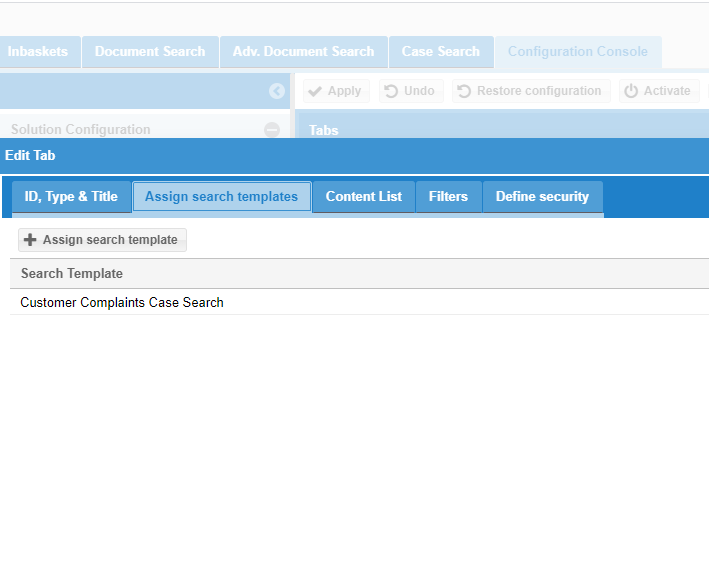 Inbaskets Document Search Adv. Document Search Case Search Configuration Console
Apply Undo Restore configuration Activate
Solution Configuration Tabs
Edit Tab
ID, Type & Title Assign search templates Content List Filters Define security
Assign search template
Search Template
Customer Complaints Case Search